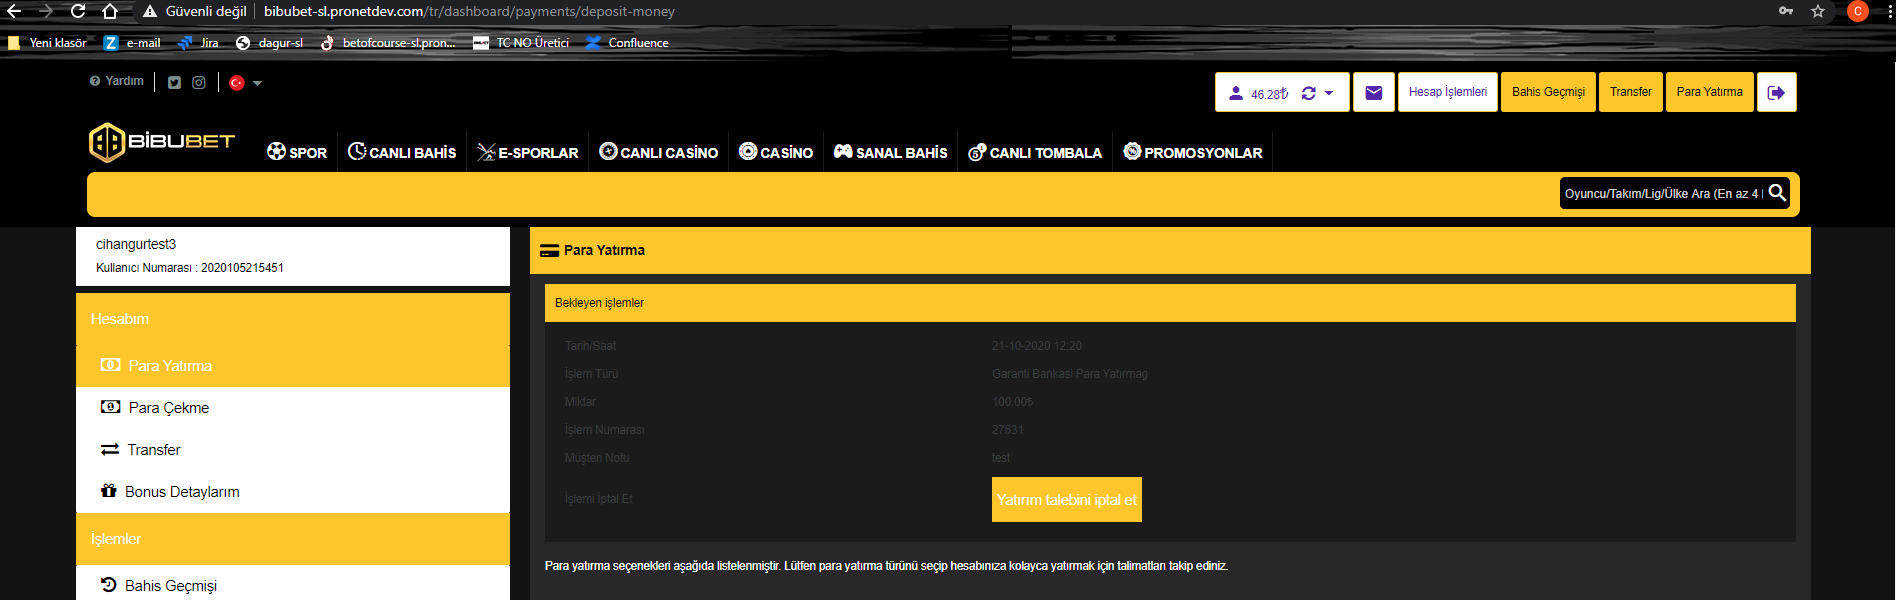 Güvenli değil | bibubet-sl.pronetdev.com/tr/dashboard/payments/deposit-money
C
Yeni klasör e-mail Jira dagur-sl betofcourse-sl.pron... TC NO Üretici Confluence
Yardım
46.28₺ Hesap İşlemleri Bahis Geçmişi Transfer Para Yatırma
BİBUBET
SPOR CANLI BAHİS E-SPORLAR CANLI CASİNO CASİNO SANAL BAHİS CANLI TOMBALA PROMOSYONLAR
Oyuncu/Takım/Lig/Ülke Ara (En az 4
cihangurtest3
Kullanıcı Numarası : 2020105215451
Hesabım
Para Yatırma
Para Çekme
Transfer
Bonus Detaylarım
İşlemler
Bahis Geçmişi
Para Yatırma
Bekleyen işlemler
Tarih/Saat 21-10-2020 12:20
İşlem Türü Garanti Bankasi Para Yatırmag
Miktar 100.00₺
İşlem Numarası 27631
Müşteri Notu test
İşlemi İptal Et Yatırım talebini iptal et
Para yatırma seçenekleri aşağıda listelenmiştir. Lütfen para yatırma türünü seçip hesabınıza kolayca yatırmak için talimatları takip ediniz.